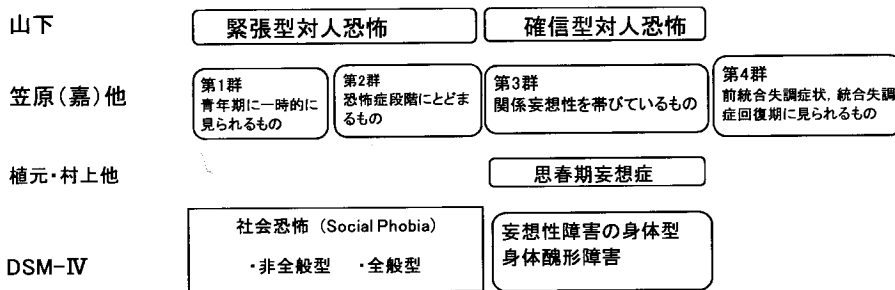 山下
緊張型対人恐怖
確信型対人恐怖
笠原(嘉)他
第1群
青年期に一時的に
見られるもの
第2群
恐怖症段階にとどま
るもの
第3群
関係妄想性を帯びているもの
第4群
前統合失調症状,統合失調
症回復期に見られるもの
植元・村上他
思春期妄想症
DSM-Ⅳ
社会恐怖 (Social Phobia)
・非全般型 ・全般型
妄想性障害の身体型
身体醜形障害